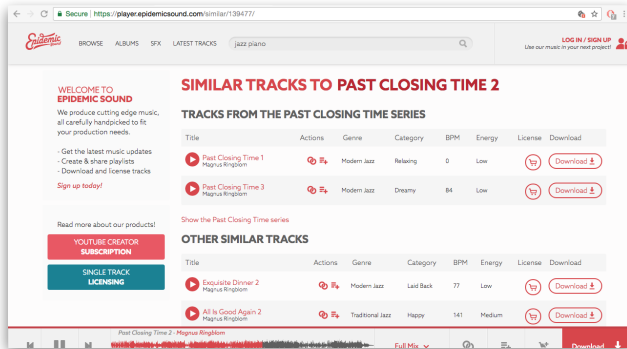 Secure https://player.epidemicsound.com/similar/139477/
Epidemic Sound
BROWSE ALBUMS SFX LATEST TRACKS jazz piano
LOG IN / SIGN UP
Use our music in your next project!
WELCOME TO
EPIDEMIC SOUND
We produce cutting edge music,
all carefully handpicked to fit
your production needs.
- Get the latest music updates
- Create & share playlists
- Download and license tracks
Sign up today!
Read more about our products!
YOUTUBE CREATOR
SUBSCRIPTION
SINGLE TRACK
LICENSING
SIMILAR TRACKS TO PAST CLOSING TIME 2
TRACKS FROM THE PAST CLOSING TIME SERIES
Title Actions Genre Category BPM Energy License Download
Past Closing Time 1 Modern Jazz Relaxing 0 Low Download
Magnus Ringblom
Past Closing Time 3 Modern Jazz Dreamy 84 Low Download
Magnus Ringblom
Show the Past Closing Time series
OTHER SIMILAR TRACKS
Title Actions Genre Category BPM Energy License Download
Exquisite Dinner 2 Modern Jazz Laid Back 77 Low Download
Magnus Ringblom
All Is Good Again 2 Traditional Jazz Happy 141 Medium Download
Magnus Ringblom
Past Closing Time 2 - Magnus Ringblom
Full Mix Download